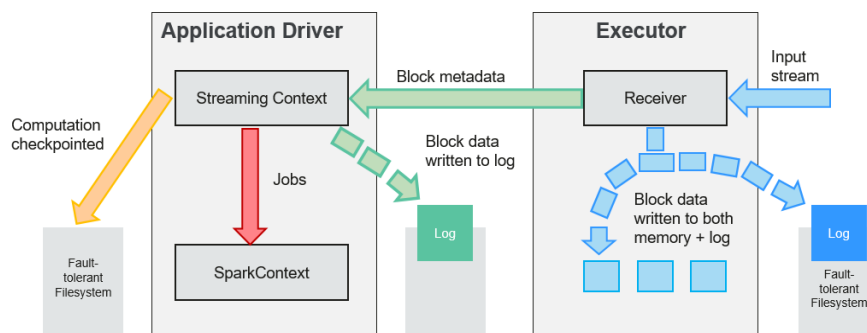 Application Driver
Executor
Input
stream
Block metadata
Streaming Context
Receiver
Computation
checkpointed
Block data
written to log
Jobs
Block data
written to both
memory + log
Log
Log
SparkContext
Fault-
tolerant
Filesystem
Fault-
tolerant
Filesystem